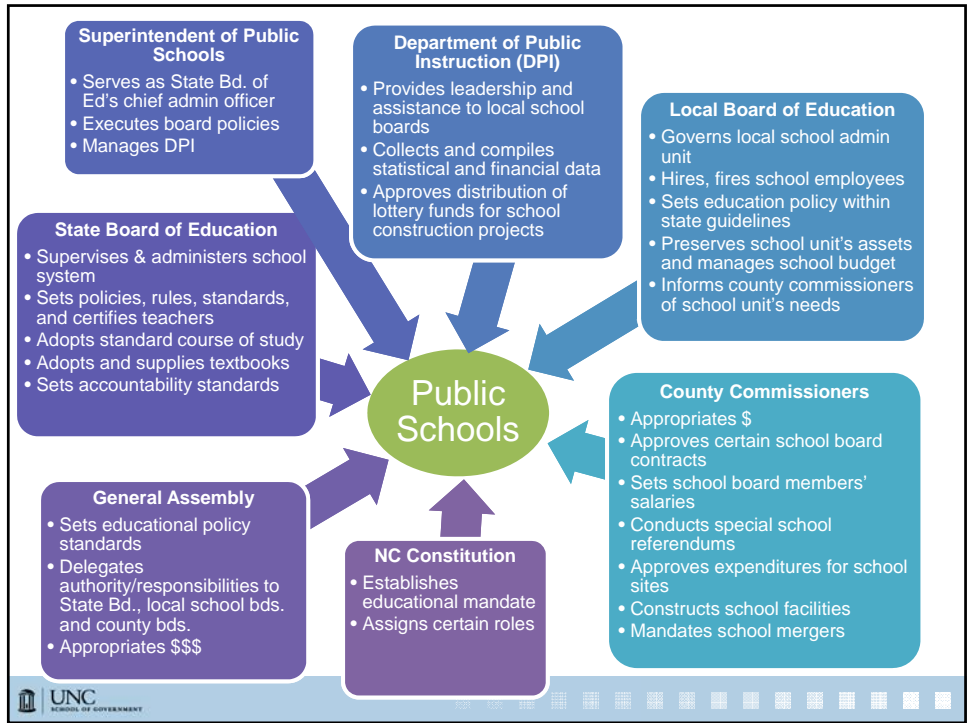 Superintendent of Public
Schools
• Serves as State Bd. of
Ed's chief admin officer
• Executes board policies
• Manages DPI
Department of Public
Instruction (DPI)
• Provides leadership and
assistance to local school
boards
• Collects and compiles
statistical and financial data
• Approves distribution of
lottery funds for school
construction projects
Local Board of Education
• Governs local school admin
unit
• Hires, fires school employees
• Sets education policy within
state guidelines
• Preserves school unit's assets
and manages school budget
• Informs county commissioners
of school unit's needs
State Board of Education
• Supervises & administers school
system
• Sets policies, rules, standards,
and certifies teachers
• Adopts standard course of study
• Adopts and supplies textbooks
• Sets accountability standards
Public
Schools
County Commissioners
• Appropriates $
• Approves certain school board
contracts
• Sets school board members'
salaries
• Conducts special school
referendums
• Approves expenditures for school
sites
• Constructs school facilities
• Mandates school mergers
General Assembly
• Sets educational policy
standards
• Delegates
authority/responsibilities to
State Bd., local school bds.
and county bds.
• Appropriates $$$
NC Constitution
• Establishes
educational mandate
• Assigns certain roles
UNC
SCHOOL OF GOVERNMENT